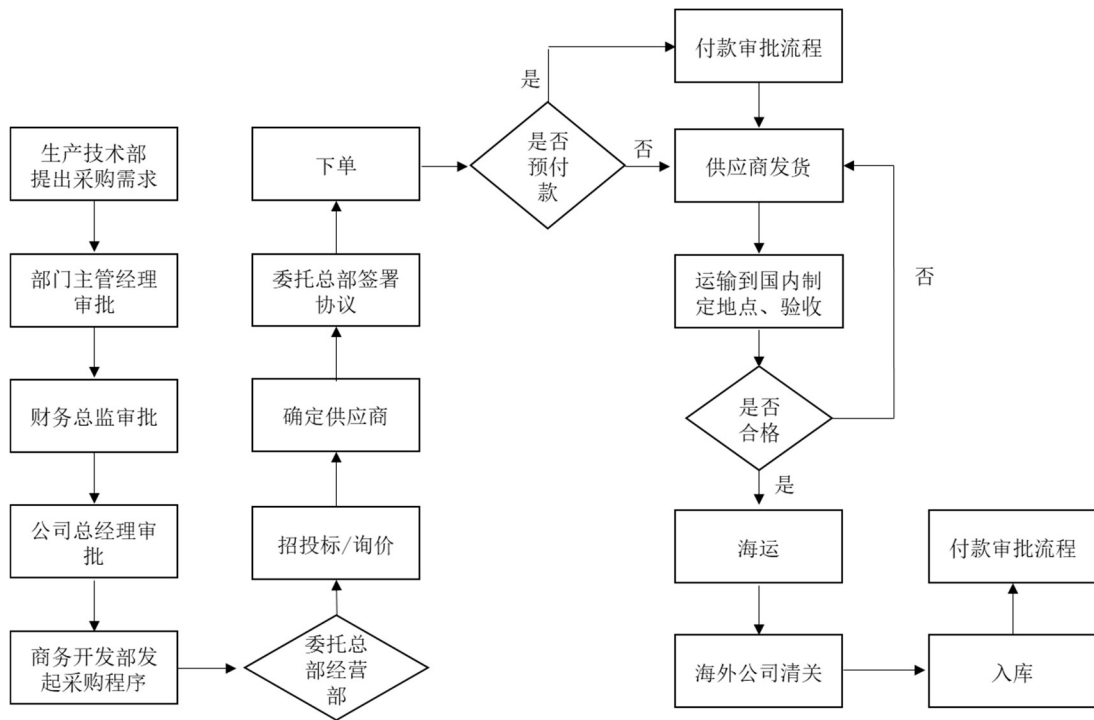 生产技术部
提出采购需求
部门主管经理
审批
财务总监审批
公司总经理审
批
商务开发部发
起采购程序
委托总
部经营
部
招投标/询价
确定供应商
委托总部签署
协议
下单
是否
预付
款
是
付款审批流程
否
供应商发货
运输到国内制
定地点、验收
是否
合格
否
是
海运
海外公司清关
入库
付款审批流程